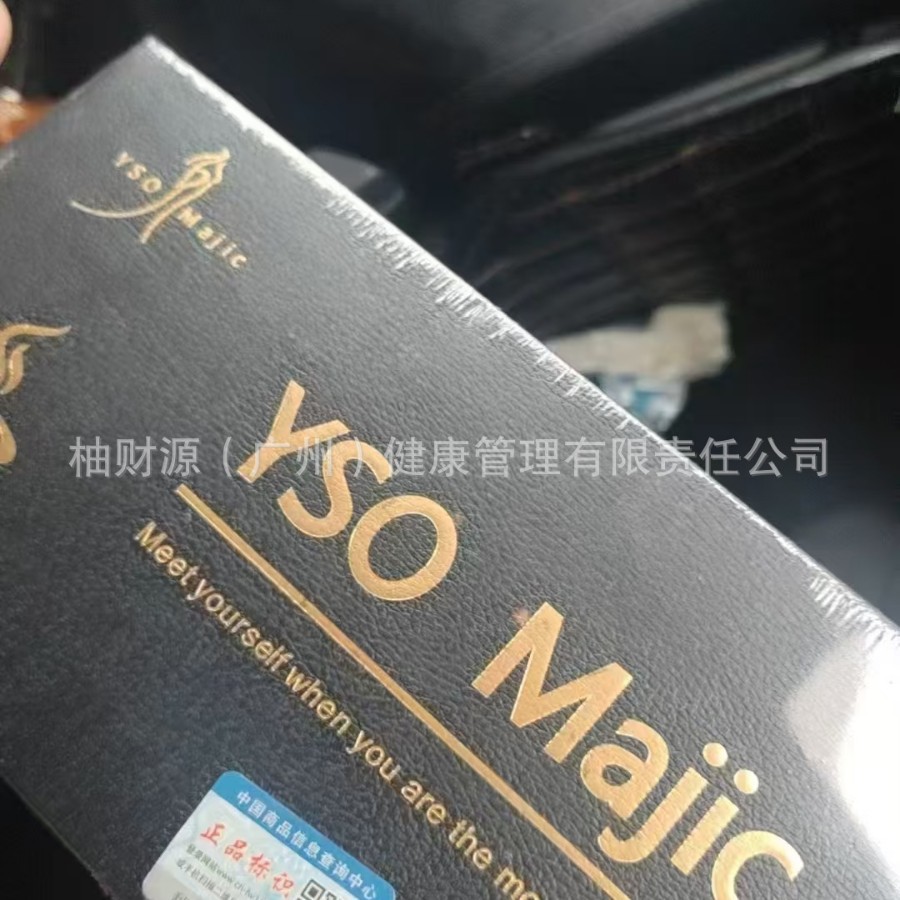 YSO Majic
柚财源（广州）健康管理有限责任公司
YSO Majic
Meet yourself when you are the mo
中国商品信息查询中心
正品标识